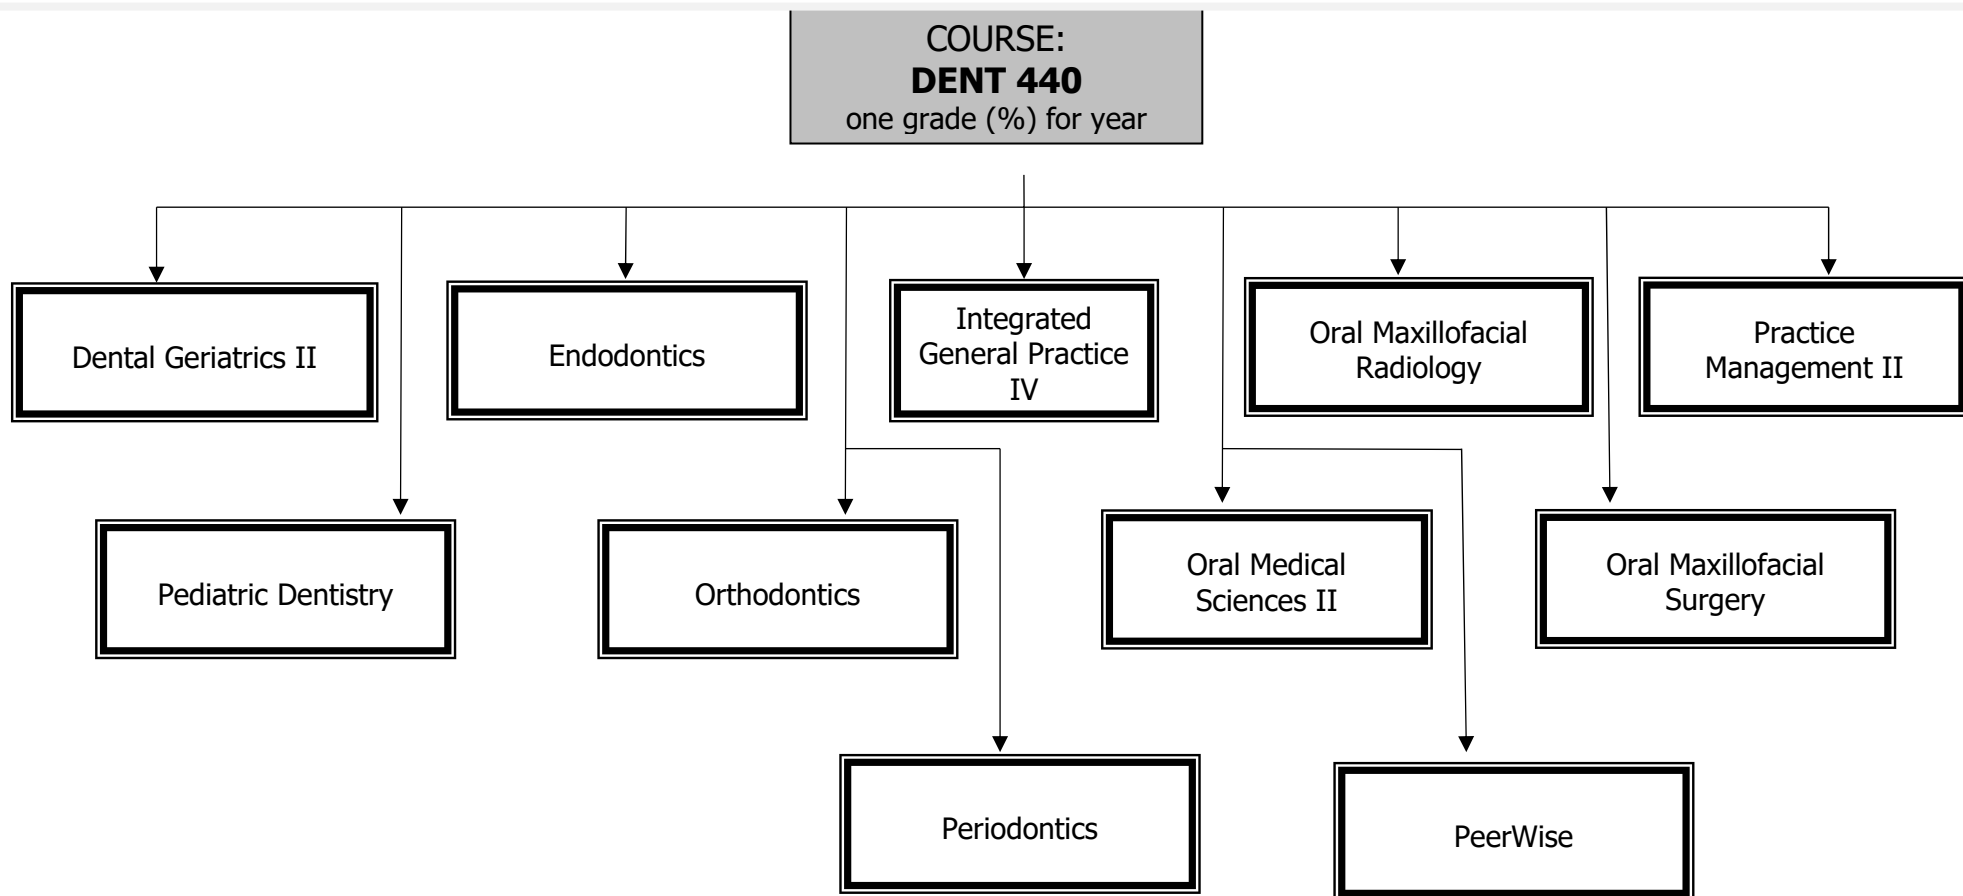 COURSE:
DENT 440
one grade (%) for year
Dental Geriatrics II
Endodontics
Integrated
General Practice
IV
Oral Maxillofacial
Radiology
Practice
Management II
Pediatric Dentistry
Orthodontics
Oral Medical
Sciences II
Oral Maxillofacial
Surgery
Periodontics
PeerWise